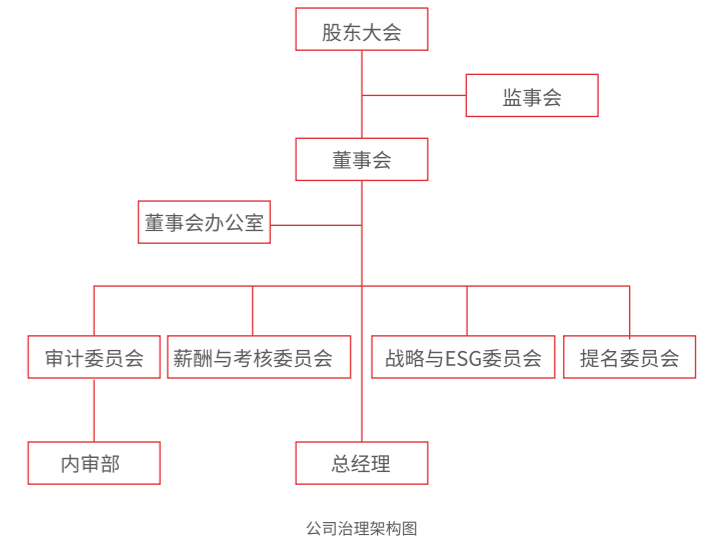 股东大会
监事会
董事会
董事会办公室
审计委员会
薪酬与考核委员会
战略与ESG委员会
提名委员会
内审部
总经理
公司治理架构图